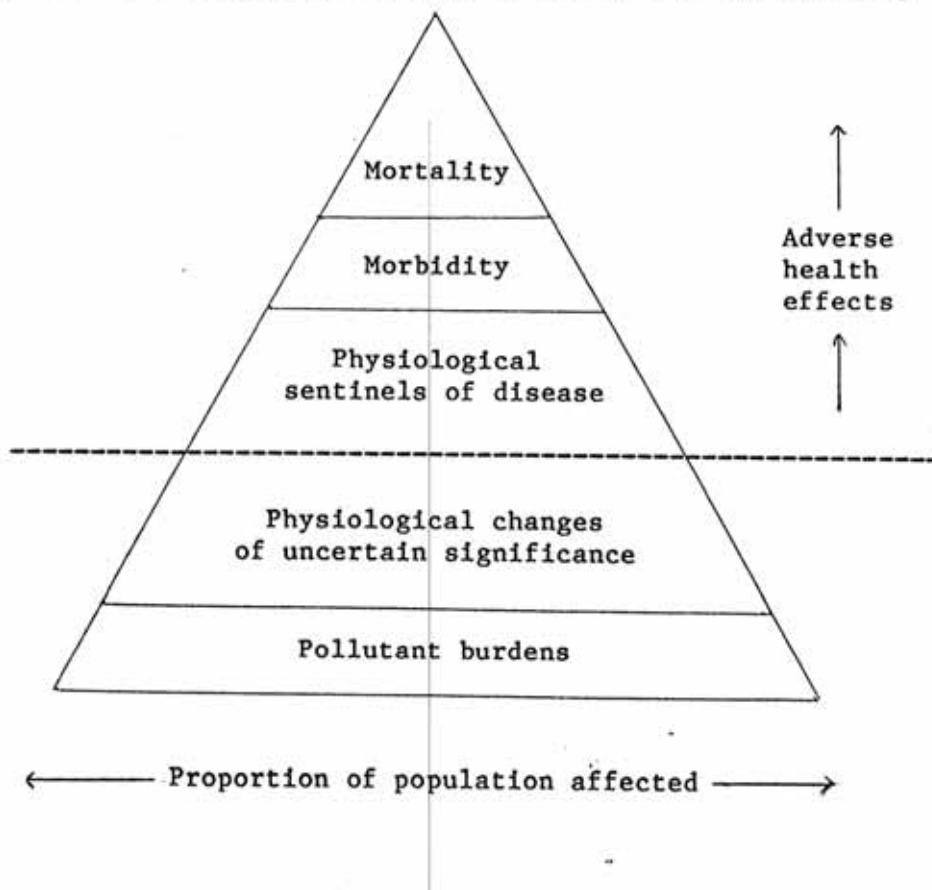 Mortality
Morbidity
Adverse
health
effects
Physiological
sentinels of disease
Physiological changes
of uncertain significance
Pollutant burdens
Proportion of population affected